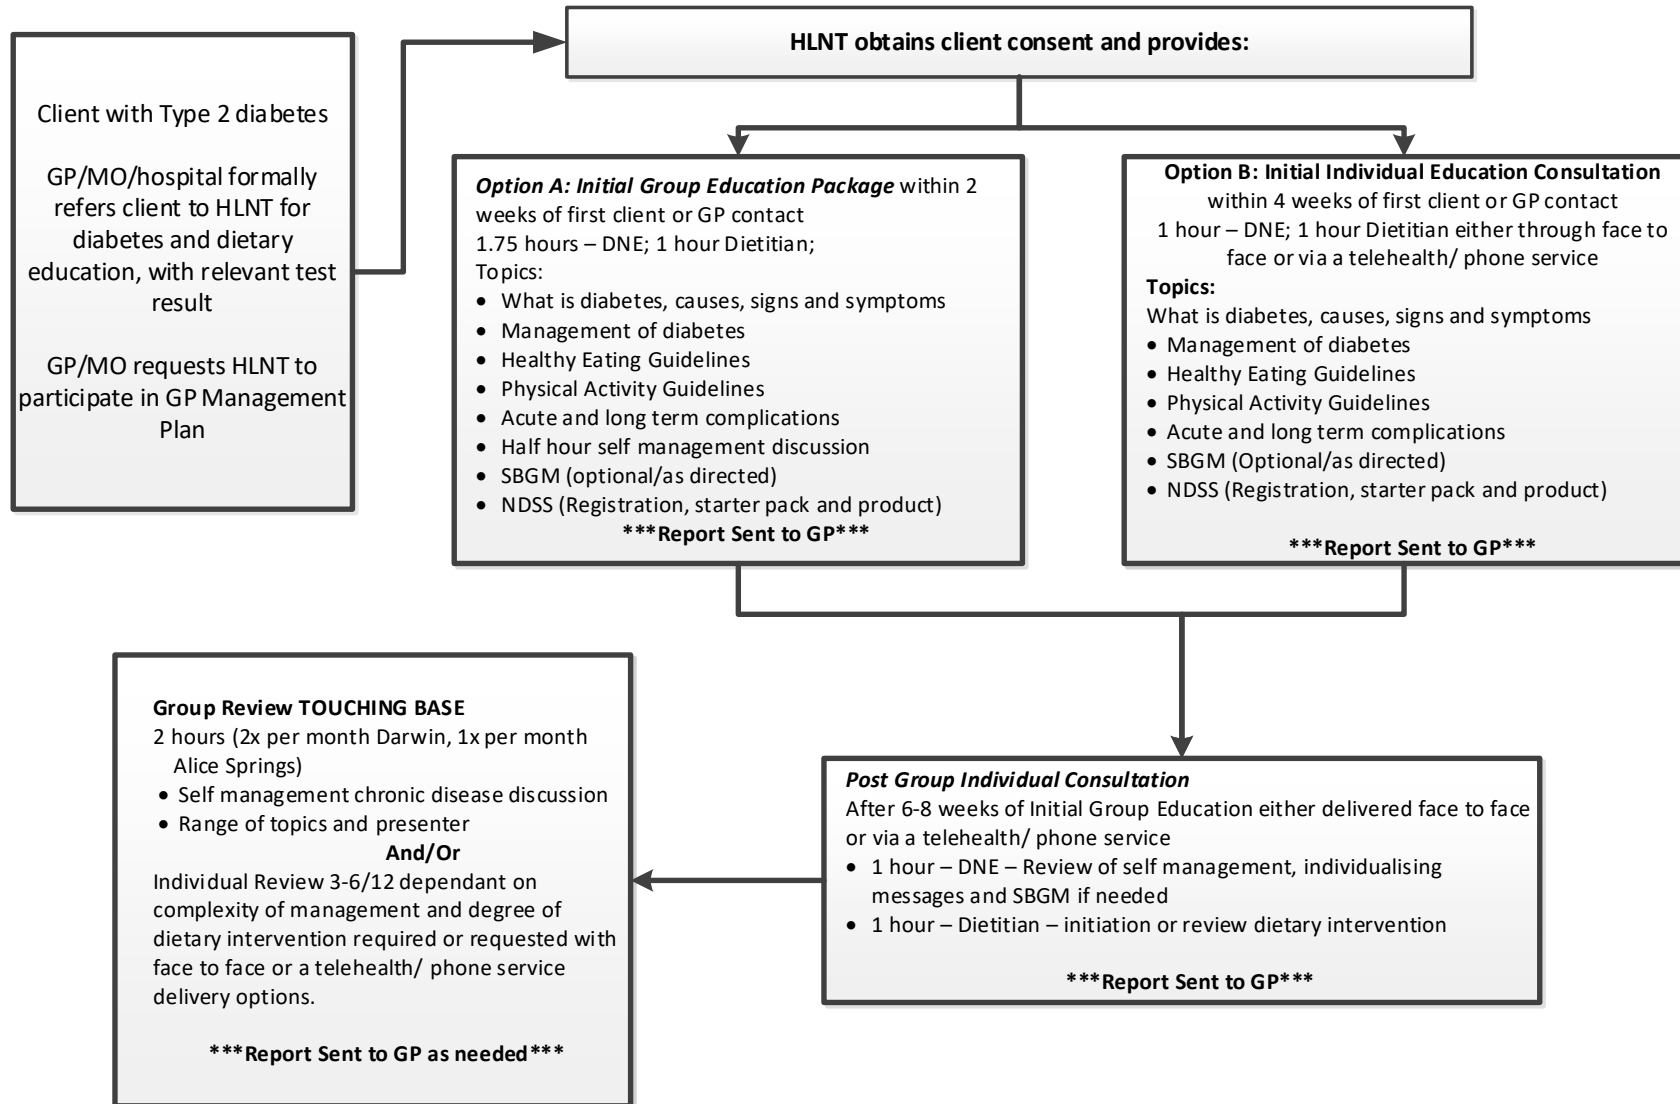 Client with Type 2 diabetes
GP/MO/hospital formally
refers client to HLNT for
diabetes and dietary
education, with relevant test
result
GP/MO requests HLNT to
participate in GP Management
Plan
HLNT obtains client consent and provides:
Option A: Initial Group Education Package within 2
weeks of first client or GP contact
1.75 hours – DNE; 1 hour Dietitian;
Topics:
• What is diabetes, causes, signs and symptoms
• Management of diabetes
• Healthy Eating Guidelines
• Physical Activity Guidelines
• Acute and long term complications
• Half hour self management discussion
• SBGM (optional/as directed)
• NDSS (Registration, starter pack and product)
***Report Sent to GP***
Option B: Initial Individual Education Consultation
within 4 weeks of first client or GP contact
1 hour – DNE; 1 hour Dietitian either through face to
face or via a telehealth/ phone service
Topics:
What is diabetes, causes, signs and symptoms
• Management of diabetes
• Healthy Eating Guidelines
• Physical Activity Guidelines
• Acute and long term complications
• SBGM (Optional/as directed)
• NDSS (Registration, starter pack and product)
***Report Sent to GP***
Post Group Individual Consultation
After 6-8 weeks of Initial Group Education either delivered face to face
or via a telehealth/ phone service
• 1 hour – DNE – Review of self management, individualising
messages and SBGM if needed
• 1 hour – Dietitian – initiation or review dietary intervention
***Report Sent to GP***
Group Review TOUCHING BASE
2 hours (2x per month Darwin, 1x per month
Alice Springs)
• Self management chronic disease discussion
• Range of topics and presenter
And/Or
Individual Review 3-6/12 dependant on
complexity of management and degree of
dietary intervention required or requested with
face to face or a telehealth/ phone service
delivery options.
***Report Sent to GP as needed***